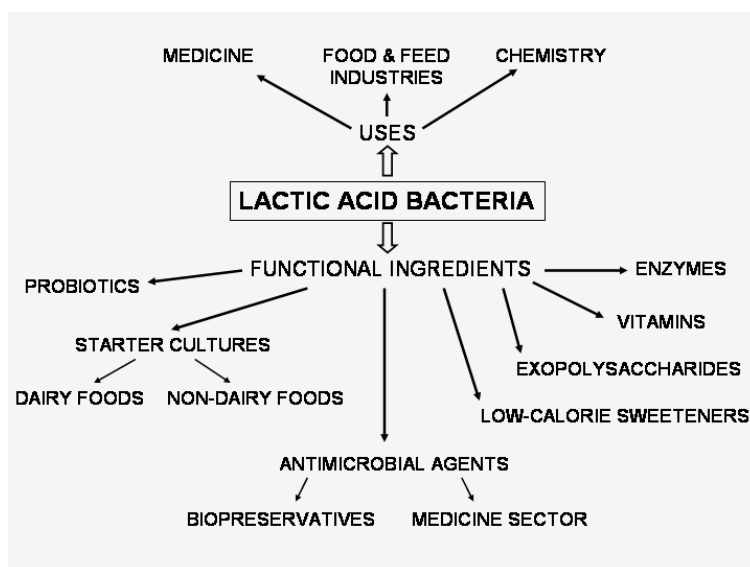 MEDICINE
FOOD & FEED
INDUSTRIES
CHEMISTRY
USES
LACTIC ACID BACTERIA
FUNCTIONAL INGREDIENTS
PROBIOTICS
ENZYMES
VITAMINS
STARTER CULTURES
EXOPOLYSACCHARIDES
DAIRY FOODS
NON-DAIRY FOODS
LOW-CALORIE SWEETENERS
ANTIMICROBIAL AGENTS
BIOPRESERVATIVES
MEDICINE SECTOR